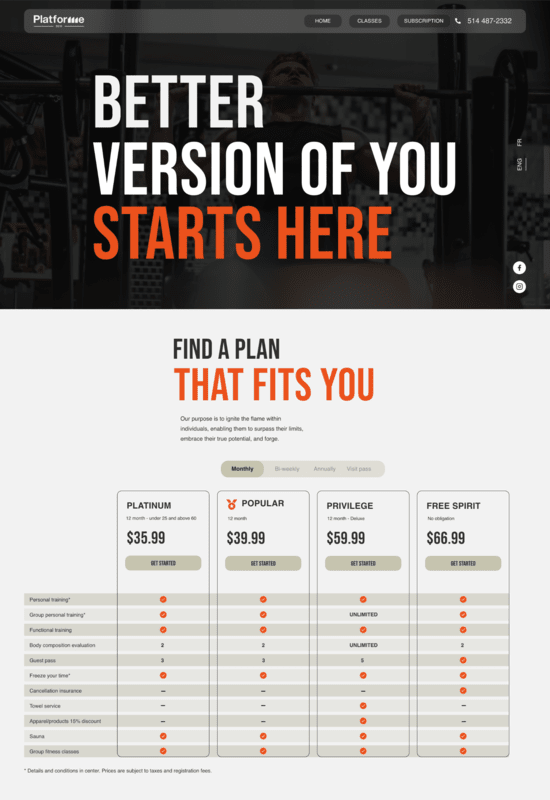 Platforme
HOME CLASSES SUBSCRIPTION 514 487-2332
BETTER
VERSION OF YOU
STARTS HERE
FR
ENG
FIND A PLAN
THAT FITS YOU
Our purpose is to ignite the flame within
individuals, enabling them to surpass their limits,
embrace their true potential, and forge.
Monthly Bi-weekly Annually Visit pass
PLATINUM POPULAR PRIVILEGE FREE SPIRIT
12 month - under 25 and above 60 12 month 12 month - Deluxe No obligation
$35.99 $39.99 $59.99 $66.99
GET STARTED GET STARTED GET STARTED GET STARTED
Personal training*
Group personal training* UNLIMITED
Functional training
Body composition evaluation 2 2 UNLIMITED 2
Guest pass 3 3 5
Freeze your time*
Cancellation insurance – – –
Towel service – – –
Apparel/products 15% discount – – –
Sauna
Group fitness classes
* Details and conditions in center. Prices are subject to taxes and registration fees.